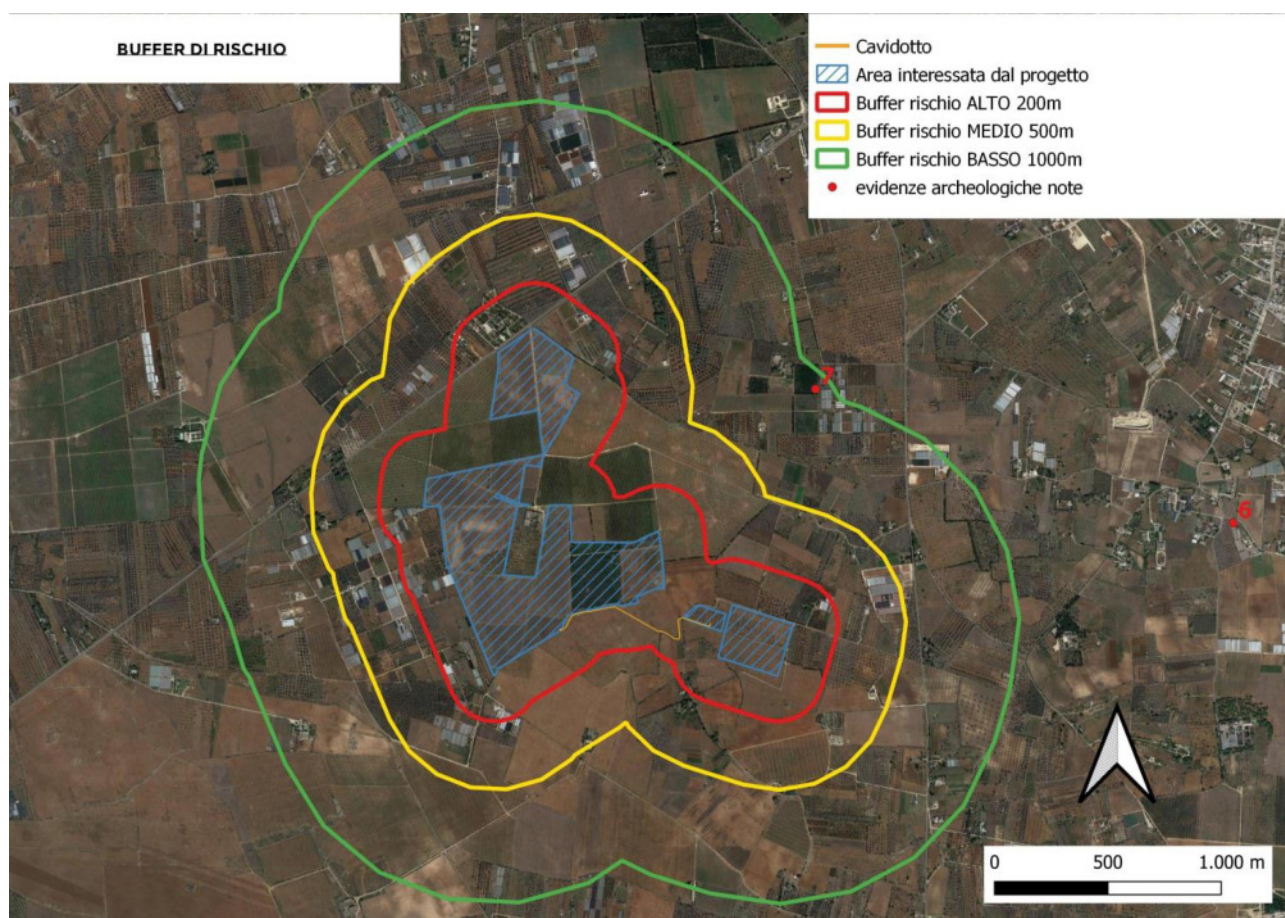 BUFFER DI RISCHIO
Cavidotto
Area interessata dal progetto
Buffer rischio ALTO 200m
Buffer rischio MEDIO 500m
Buffer rischio BASSO 1000m
evidenze archeologiche note
7
6
0 500 1.000 m